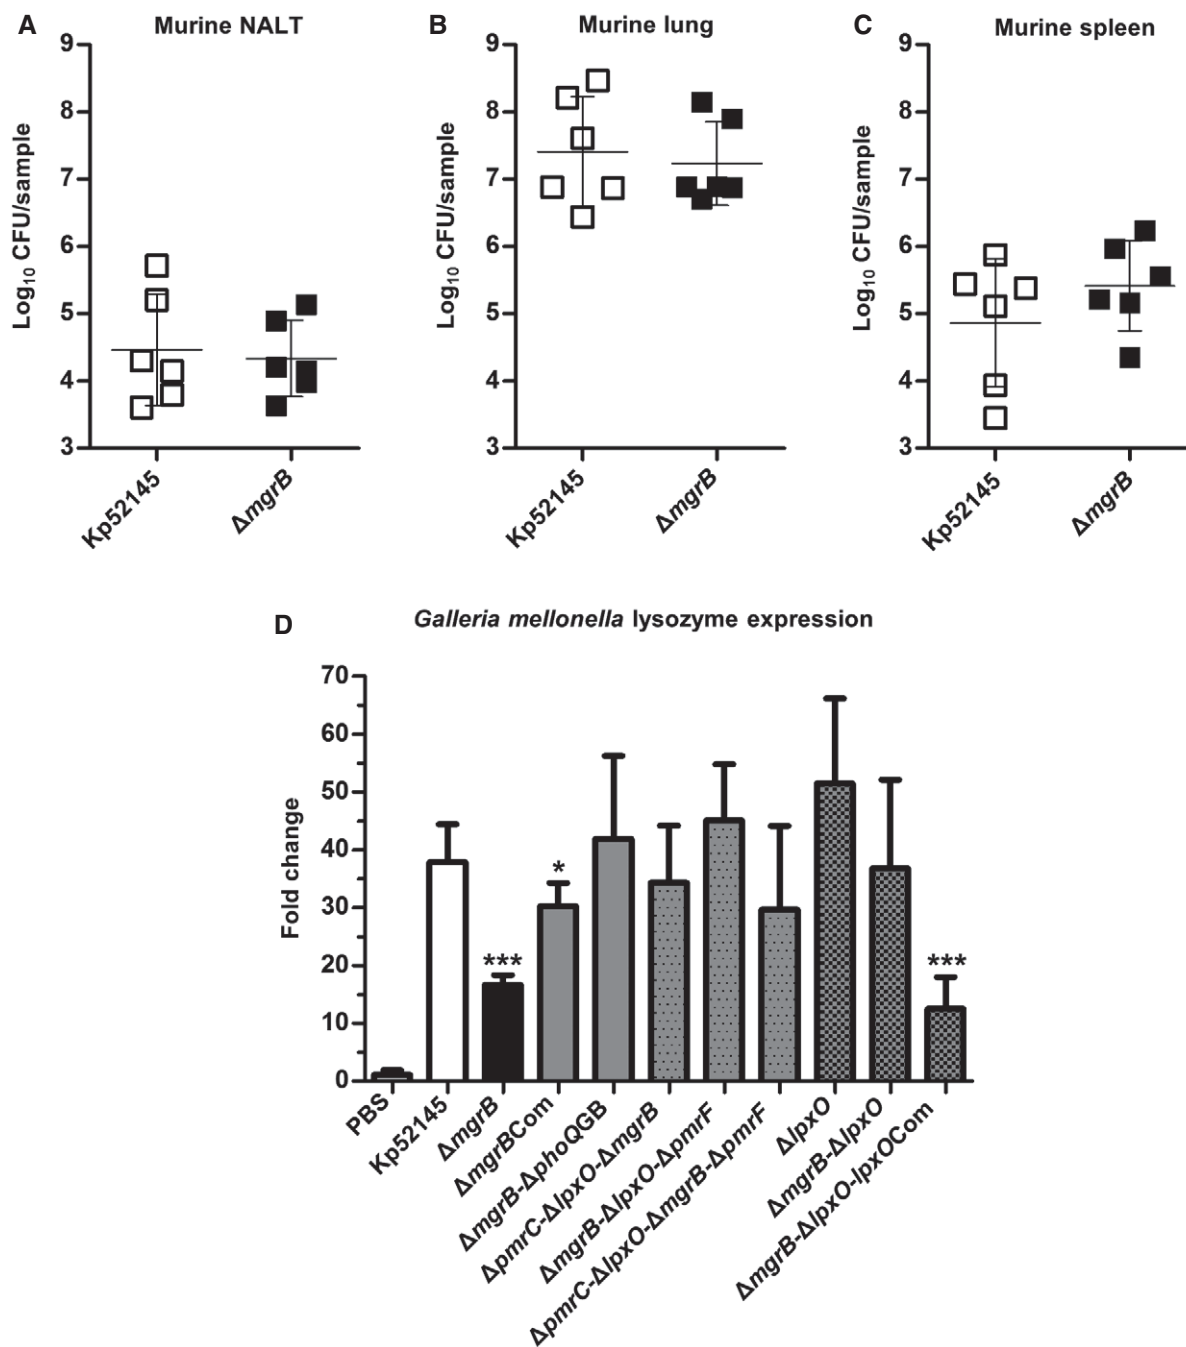 A Murine NALT
Log10 CFU/sample
9
8
7
6
5
4
3
Kp52145
ΔmgrB
B Murine lung
Log10 CFU/sample
9
8
7
6
5
4
3
Kp52145
ΔmgrB
C Murine spleen
Log10 CFU/sample
9
8
7
6
5
4
3
Kp52145
ΔmgrB
D Galleria mellonella lysozyme expression
Fold change
70
60
50
40
30
20
10
0
***
*
***
PBS
Kp52145
ΔmgrB
ΔmgrBCom
ΔmgrB-ΔphoQGB
ΔpmrC-ΔlpxO-ΔmgrB
ΔmgrB-ΔlpxO-ΔpmrF
ΔpmrC-ΔlpxO-ΔmgrB-ΔpmrF
ΔlpxO
ΔmgrB-ΔlpxO
ΔmgrB-ΔlpxO-lpxOCom